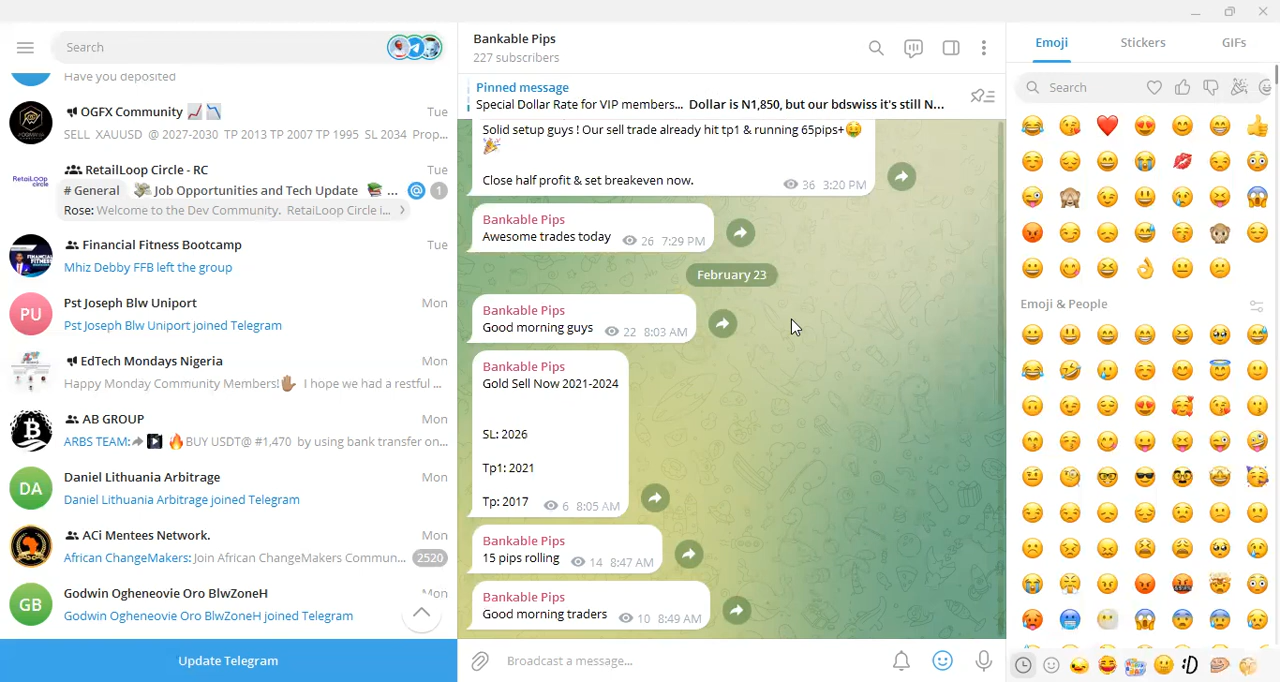 Search
Have you deposited
OGFX Community 📈 📉
Tue
SELL XAUUSD @ 2027-2030 TP 2013 TP 2007 TP 1995 SL 2034 Prop...
RetailLoop Circle - RC
Tue
RetailLoop
circle
# General
Job Opportunities and Tech Update 📚 ...
@
1
Rose: Welcome to the Dev Community. RetaiLoop Circle i...
Financial Fitness Bootcamp
Tue
Mhiz Debby FFB left the group
PU
Pst Joseph Blw Uniport
Mon
Pst Joseph Blw Uniport joined Telegram
EdTech Mondays Nigeria
Mon
Happy Monday Community Members!✋🏽 I hope we had a restful ...
AB GROUP
Mon
ARBS TEAM: 🔥BUY USDT@ #1,470 by using bank transfer on...
DA
Daniel Lithuania Arbitrage
Mon
Daniel Lithuania Arbitrage joined Telegram
ACi Mentees Network.
Mon
African ChangeMakers: Join African ChangeMakers Commun...
2520
GB
Godwin Ogheneovie Oro BlwZoneH
Mon
Godwin Ogheneovie Oro BlwZoneH joined Telegram
Update Telegram
Bankable Pips
227 subscribers
Pinned message
Special Dollar Rate for VIP members... Dollar is N1,850, but our bdswiss it's still N...
Solid setup guys ! Our sell trade already hit tp1 & running 65pips+🤑
🎉
Close half profit & set breakeven now.
36 3:20 PM
Bankable Pips
Awesome trades today
26 7:29 PM
February 23
Bankable Pips
Good morning guys
22 8:03 AM
Bankable Pips
Gold Sell Now 2021-2024
SL: 2026
Tp1: 2021
Tp: 2017
6 8:05 AM
Bankable Pips
15 pips rolling
14 8:47 AM
Bankable Pips
Good morning traders
10 8:49 AM
Broadcast a message...
Emoji
Stickers
GIFs
Search
Emoji & People